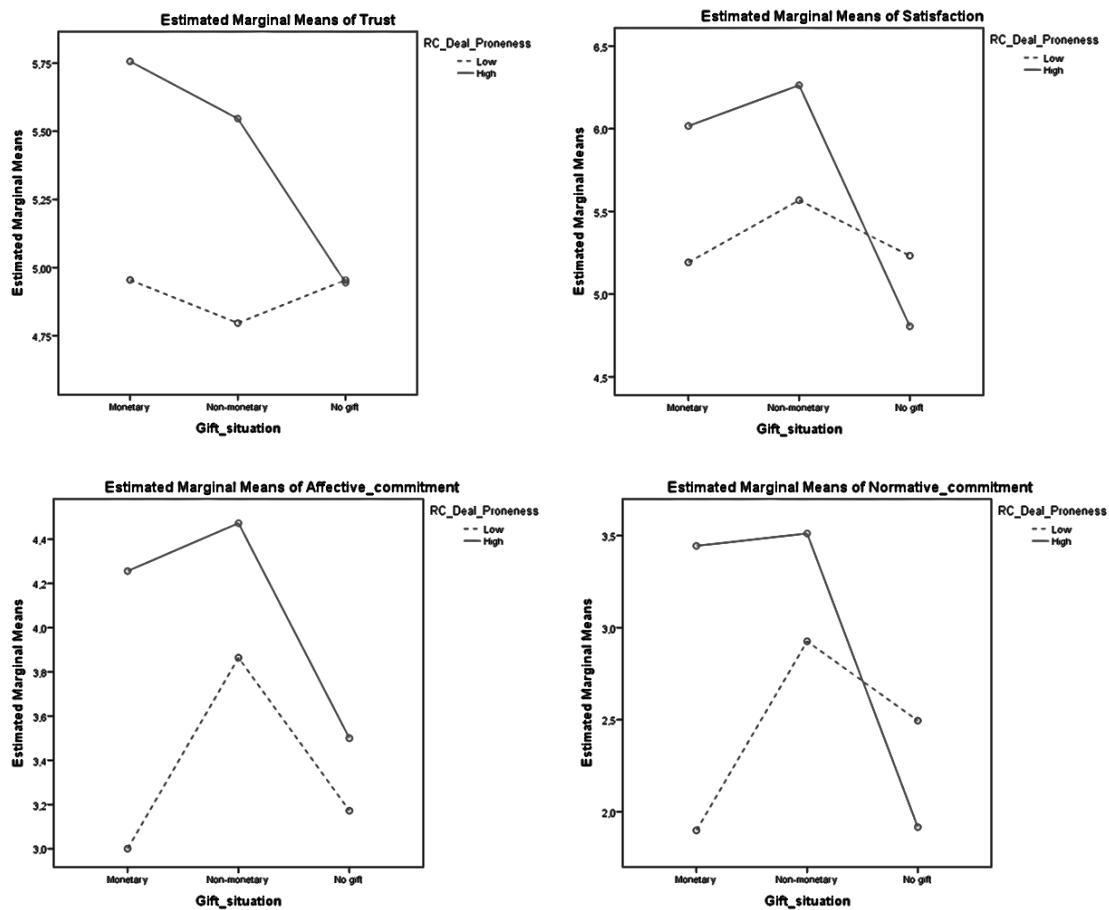 Estimated Marginal Means of Trust
RC_Deal_Proneness
Low
High
Estimated Marginal Means
5,75
5,50
5,25
5,00
4,75
Monetary
Non-monetary
No gift
Gift_situation
Estimated Marginal Means of Satisfaction
RC_Deal_Proneness
Low
High
Estimated Marginal Means
6,5
6,0
5,5
5,0
4,5
Monetary
Non-monetary
No gift
Gift_situation
Estimated Marginal Means of Affective_commitment
RC_Deal_Proneness
Low
High
Estimated Marginal Means
4,4
4,2
4,0
3,8
3,6
3,4
3,2
3,0
Monetary
Non-monetary
No gift
Gift_situation
Estimated Marginal Means of Normative_commitment
RC_Deal_Proneness
Low
High
Estimated Marginal Means
3,5
3,0
2,5
2,0
Monetary
Non-monetary
No gift
Gift_situation